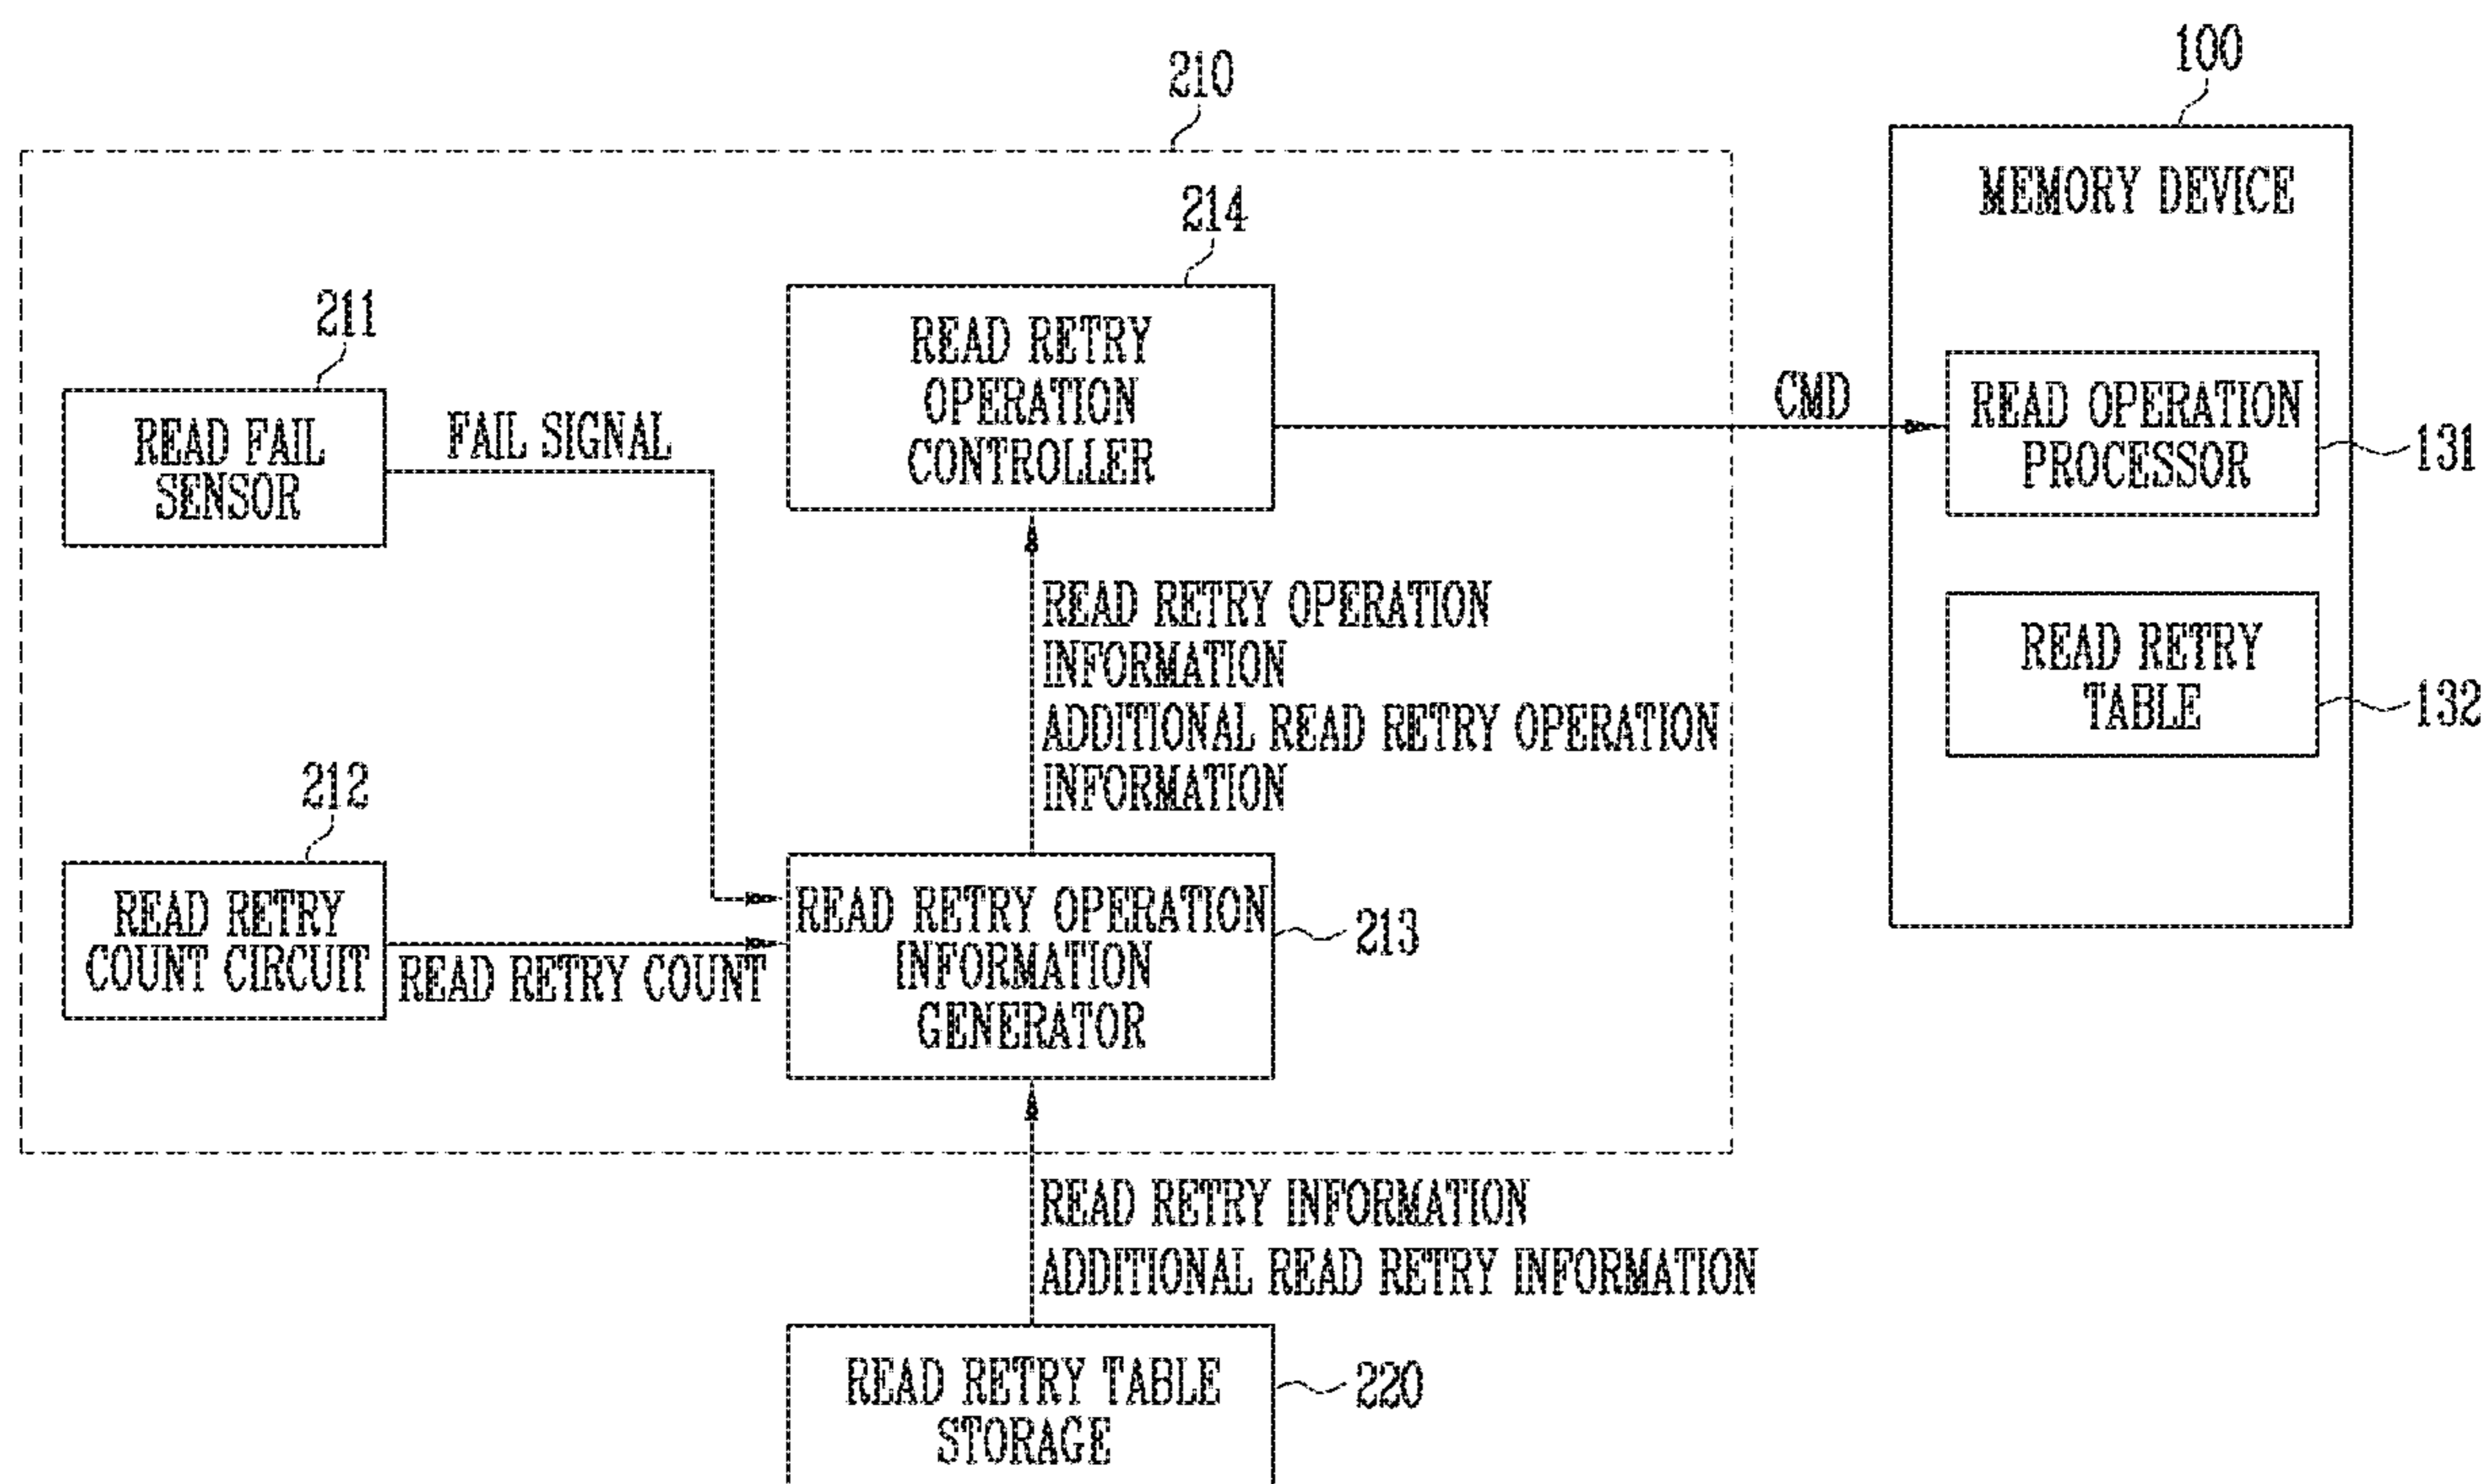 100
210
MEMORY DEVICE
214
211
READ RETRY
OPERATION
CONTROLLER
READ FAIL
SENSOR
FAIL SIGNAL
CMD
READ OPERATION
PROCESSOR
131
READ RETRY OPERATION
INFORMATION
ADDITIONAL READ RETRY OPERATION
INFORMATION
READ RETRY
TABLE
132
212
READ RETRY
COUNT CIRCUIT
READ RETRY COUNT
READ RETRY OPERATION
INFORMATION
GENERATOR
213
READ RETRY INFORMATION
ADDITIONAL READ RETRY INFORMATION
READ RETRY TABLE
STORAGE
220